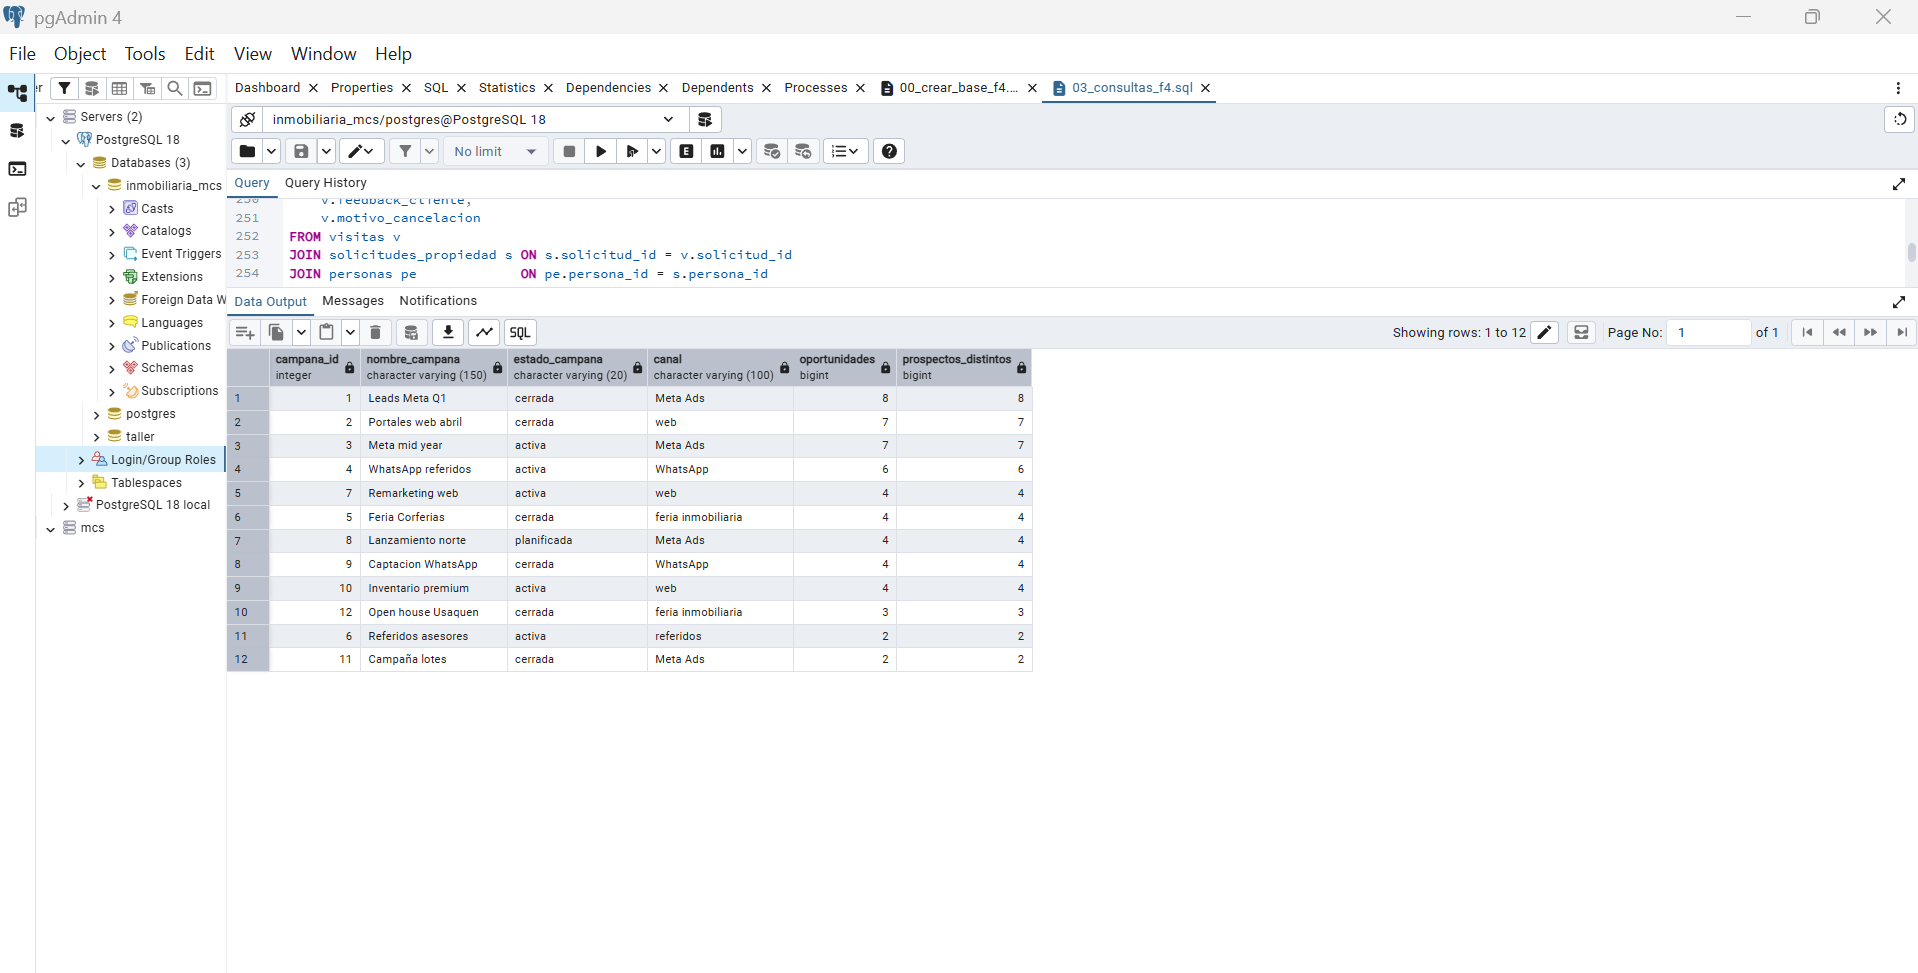 pgAdmin 4
File Object Tools Edit View Window Help
er
Dashboard Properties SQL Statistics Dependencies Dependents Processes 00_crear_base_f4.... 03_consultas_f4.sql
Servers (2)
PostgreSQL 18
Databases (3)
inmobiliaria_mcs
Casts
Catalogs
Event Triggers
Extensions
Foreign Data W
Languages
Publications
Schemas
Subscriptions
postgres
taller
Login/Group Roles
Tablespaces
PostgreSQL 18 local
mcs
inmobiliaria_mcs/postgres@PostgreSQL 18
No limit
E
Query Query History
250 v.feedback_cliente,
251 v.motivo_cancelacion
252 FROM visitas v
253 JOIN solicitudes_propiedad s ON s.solicitud_id = v.solicitud_id
254 JOIN personas pe ON pe.persona_id = s.persona_id
Data Output Messages Notifications
SQL Showing rows: 1 to 12 Page No: 1 of 1
campana_id nombre_campana estado_campana canal oportunidades prospectos_distintos
integer character varying (150) character varying (20) character varying (100) bigint bigint
1 1 Leads Meta Q1 cerrada Meta Ads 8 8
2 2 Portales web abril cerrada web 7 7
3 3 Meta mid year activa Meta Ads 7 7
4 4 WhatsApp referidos activa WhatsApp 6 6
5 7 Remarketing web activa web 4 4
6 5 Feria Corferias cerrada feria inmobiliaria 4 4
7 8 Lanzamiento norte planificada Meta Ads 4 4
8 9 Captacion WhatsApp cerrada WhatsApp 4 4
9 10 Inventario premium activa web 4 4
10 12 Open house Usaquen cerrada feria inmobiliaria 3 3
11 6 Referidos asesores activa referidos 2 2
12 11 Campaña lotes cerrada Meta Ads 2 2